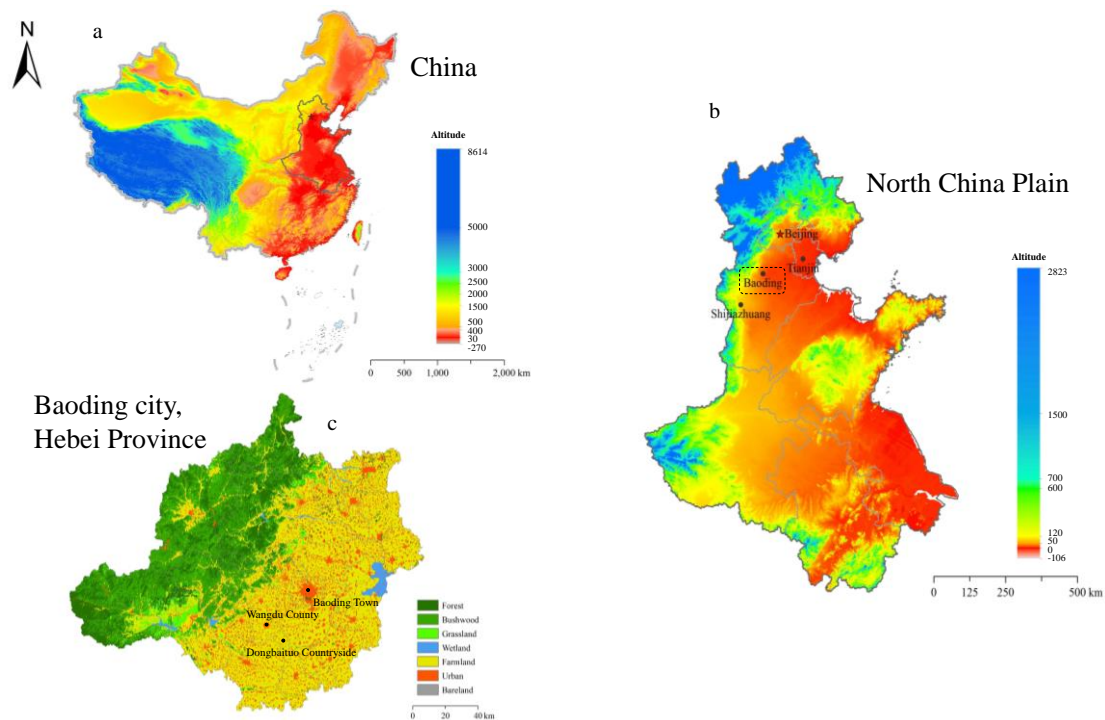 N
a
China
Altitude
8614
5000
3000
2500
1500
500
400
30
-270
0 500 1,000 2,000 km
b
North China Plain
Beijing
Tianjin
Baoding
Shijiazhuang
Altitude
2823
1500
700
600
120
50
0
-106
0 125 250 500 km
Baoding city,
Hebei Province
c
Baoding Town
Wangdu County
Dongbaituo Countryside
Forest
Bushwood
Grassland
Wetland
Farmland
Urban
Bareland
0 20 40 km